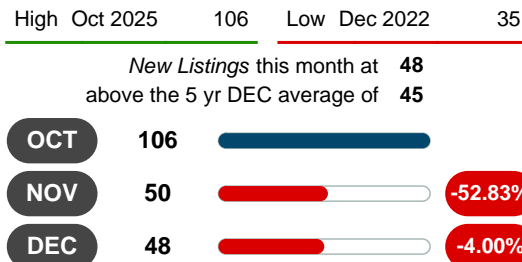 High Oct 2025 106 Low Dec 2022 35
New Listings this month at 48
above the 5 yr DEC average of 45
OCT 106
NOV 50 -52.83%
DEC 48 -4.00%